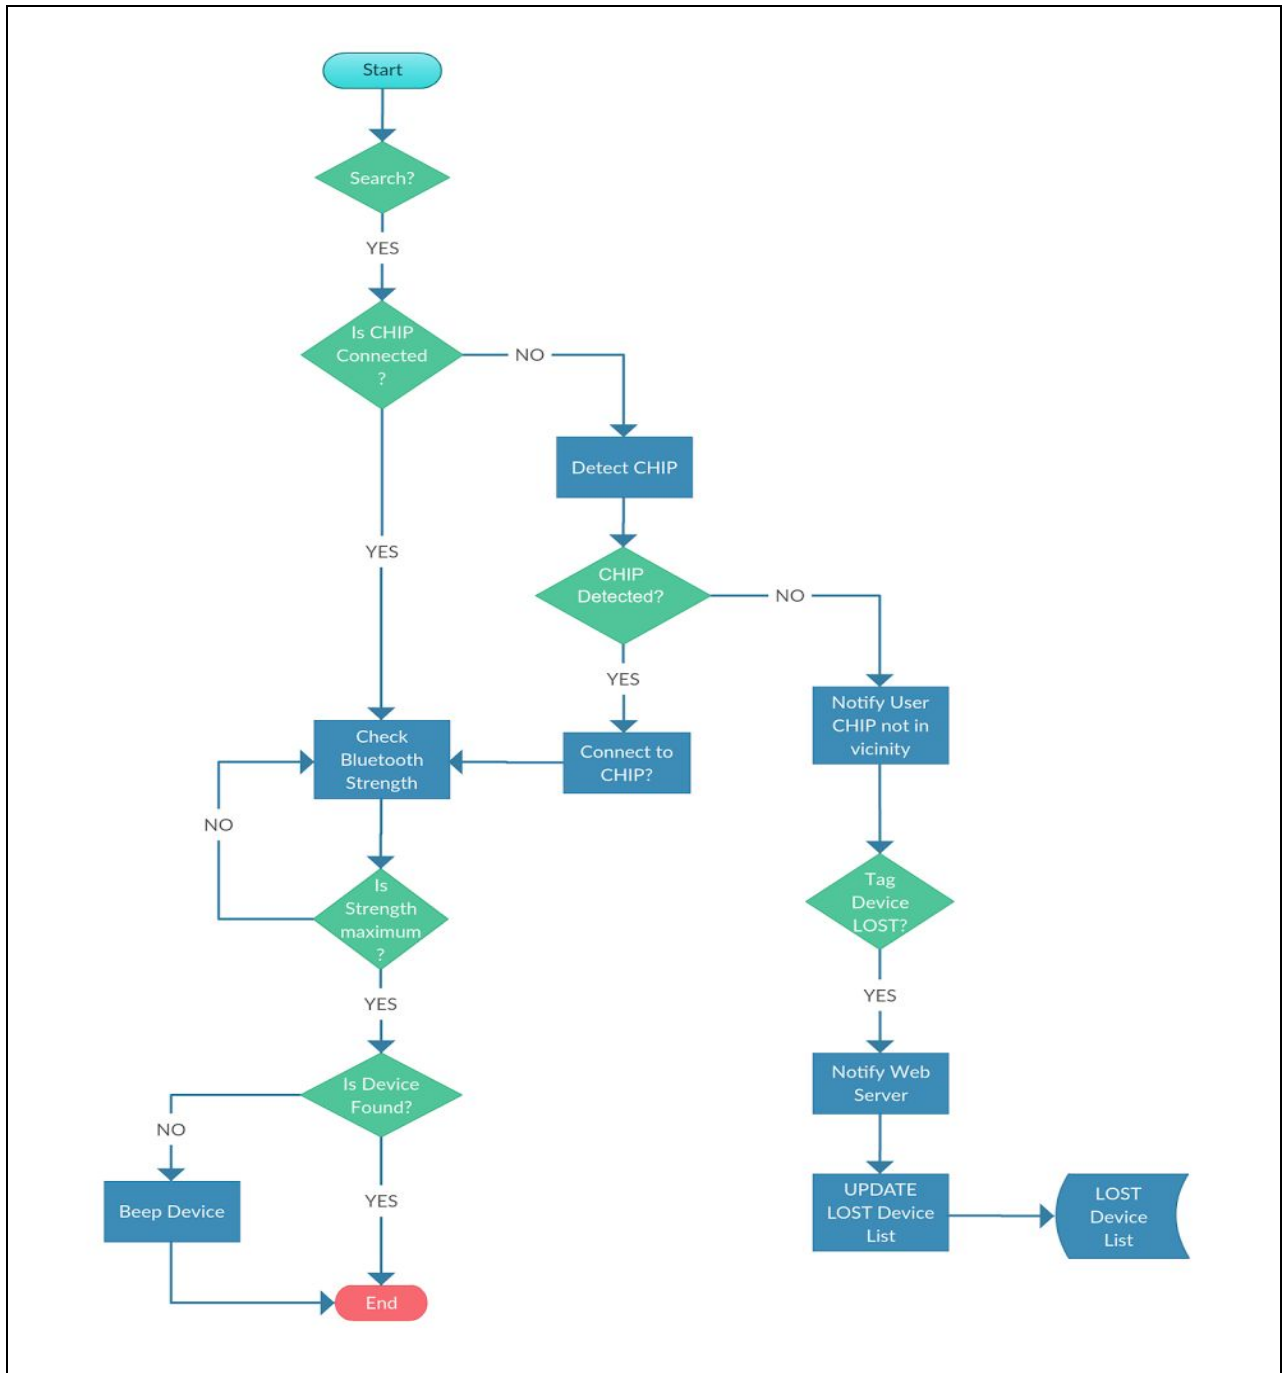 Start
Search?
YES
Is CHIP
Connected
?
NO
Detect CHIP
YES
CHIP
Detected?
NO
YES
Notify User
CHIP not in
vicinity
Check
Bluetooth
Strength
Connect to
CHIP?
NO
Is
Strength
maximum
?
Tag
Device
LOST?
YES
YES
Is Device
Found?
Notify Web
Server
NO
YES
Beep Device
UPDATE
LOST Device
List
LOST
Device
List
End